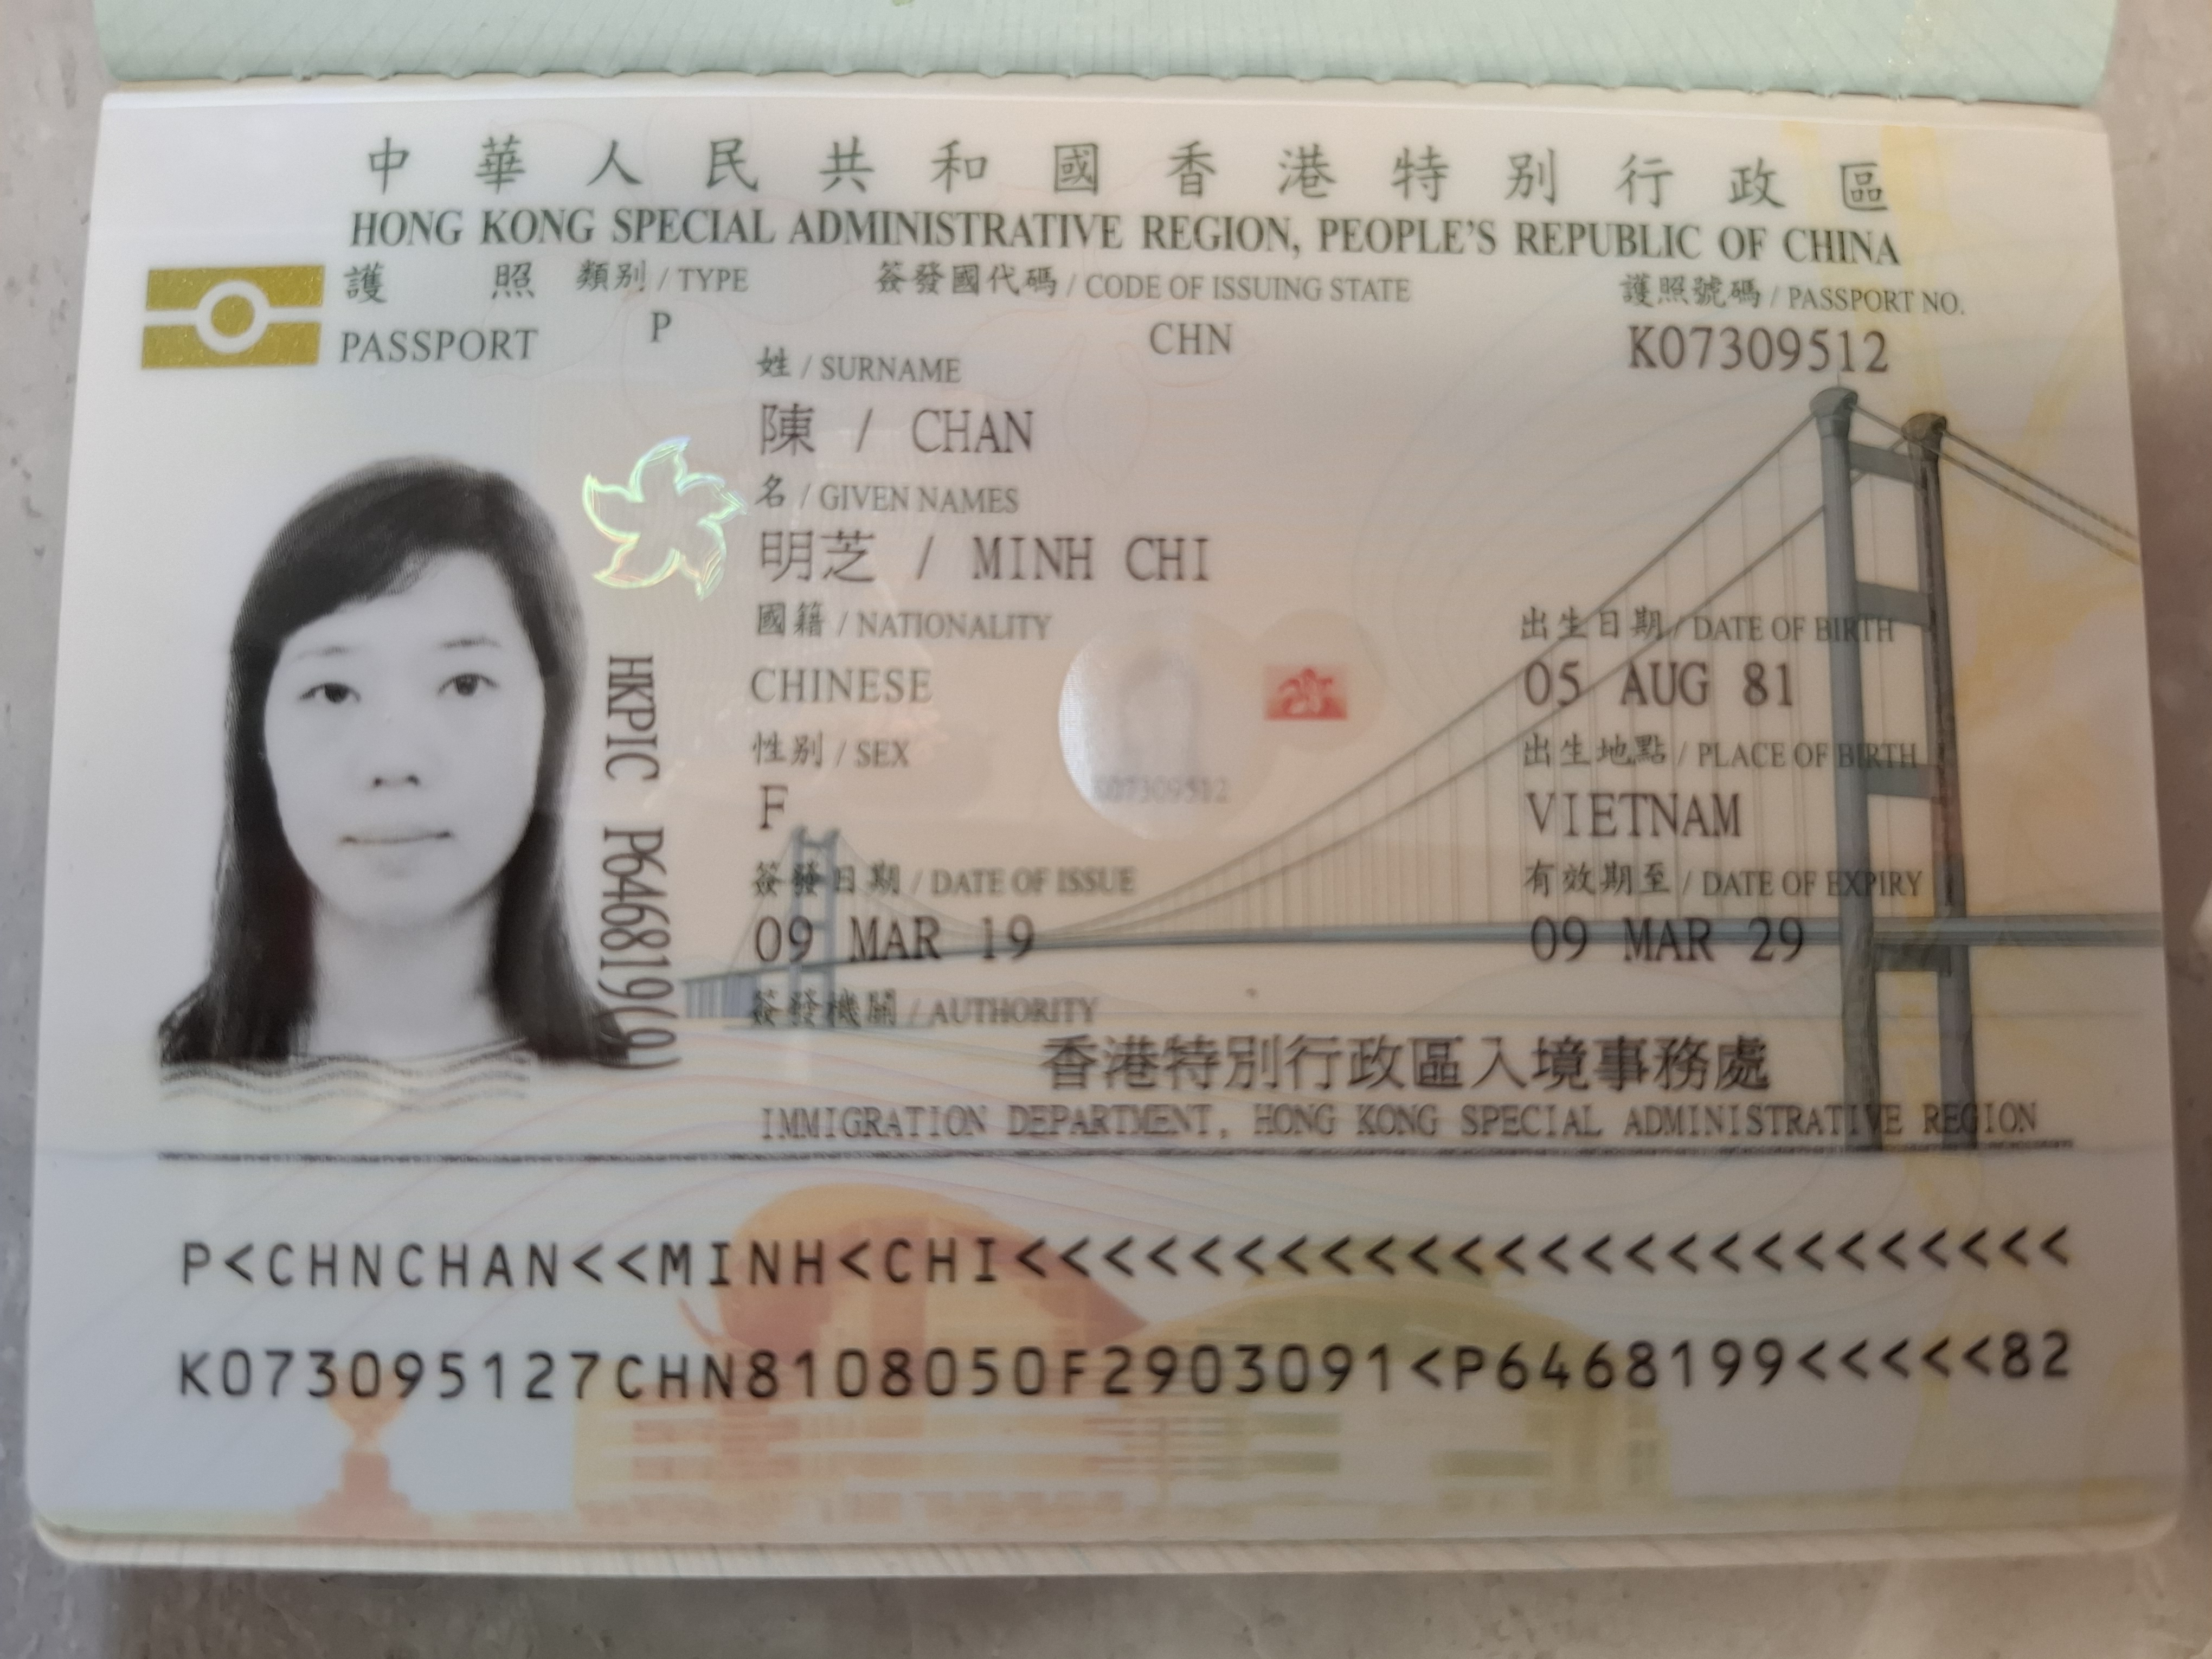 中華人民共和國香港特別行政區
HONG KONG SPECIAL ADMINISTRATIVE REGION, PEOPLE'S REPUBLIC OF CHINA
護照 類別 / TYPE 簽發國代碼 / CODE OF ISSUING STATE 護照號碼 / PASSPORT NO.
PASSPORT P CHN K07309512
姓 / SURNAME
陳 / CHAN
名 / GIVEN NAMES
明芝 / MINH CHI
國籍 / NATIONALITY 出生日期 / DATE OF BIRTH
CHINESE 05 AUG 81
性別 / SEX 出生地點 / PLACE OF BIRTH
F VIETNAM
K07309512
簽發日期 / DATE OF ISSUE 有效期至 / DATE OF EXPIRY
09 MAR 19 09 MAR 29
簽發機關 / AUTHORITY
香港特別行政區入境事務處
IMMIGRATION DEPARTMENT, HONG KONG SPECIAL ADMINISTRATIVE REGION
HKPIC P646819(9)
P<CHNCHAN<<MINH<CHI<<<<<<<<<<<<<<<<<<<<<<<<<
K073095127CHN8108050F2903091<P6468199<<<<<82